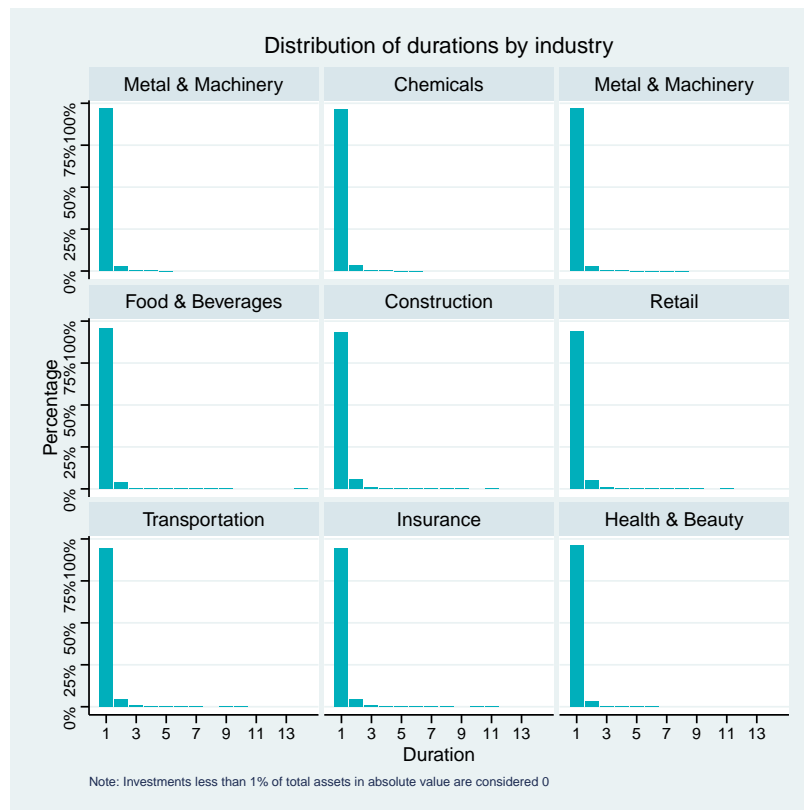 Distribution of durations by industry
Metal & Machinery Chemicals Metal & Machinery
100%
75%
50%
25%
0%
Food & Beverages Construction Retail
100%
75%
50%
25%
0%
Percentage
Transportation Insurance Health & Beauty
100%
75%
50%
25%
0%
1 3 5 7 9 11 13 1 3 5 7 9 11 13 1 3 5 7 9 11 13
Duration
Note: Investments less than 1% of total assets in absolute value are considered 0